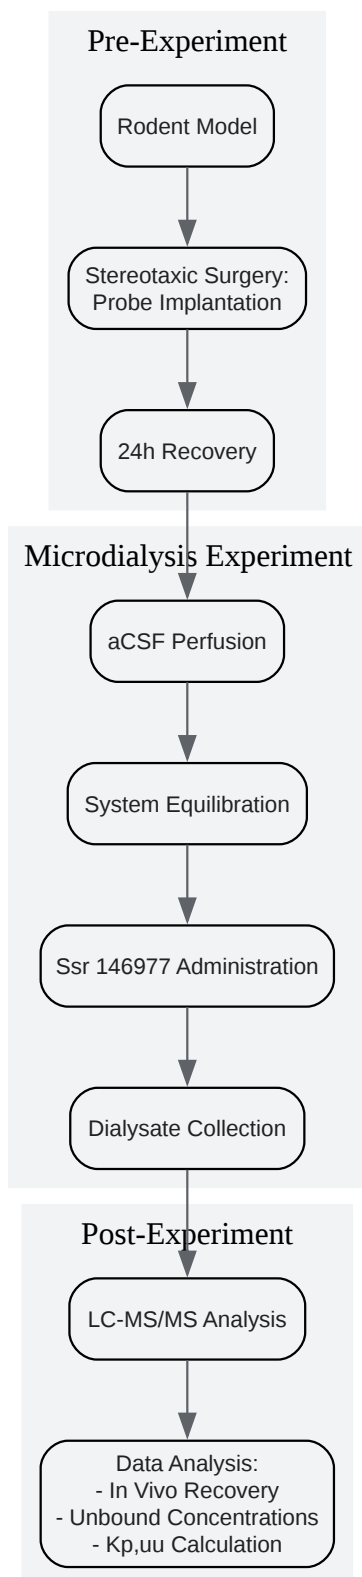 Pre-Experiment
Rodent Model
Stereotaxic Surgery:
Probe Implantation
24h Recovery
Microdialysis Experiment
aCSF Perfusion
System Equilibration
Ssr 146977 Administration
Dialysate Collection
Post-Experiment
LC-MS/MS Analysis
Data Analysis:
- In Vivo Recovery
- Unbound Concentrations
- Kp,uu Calculation